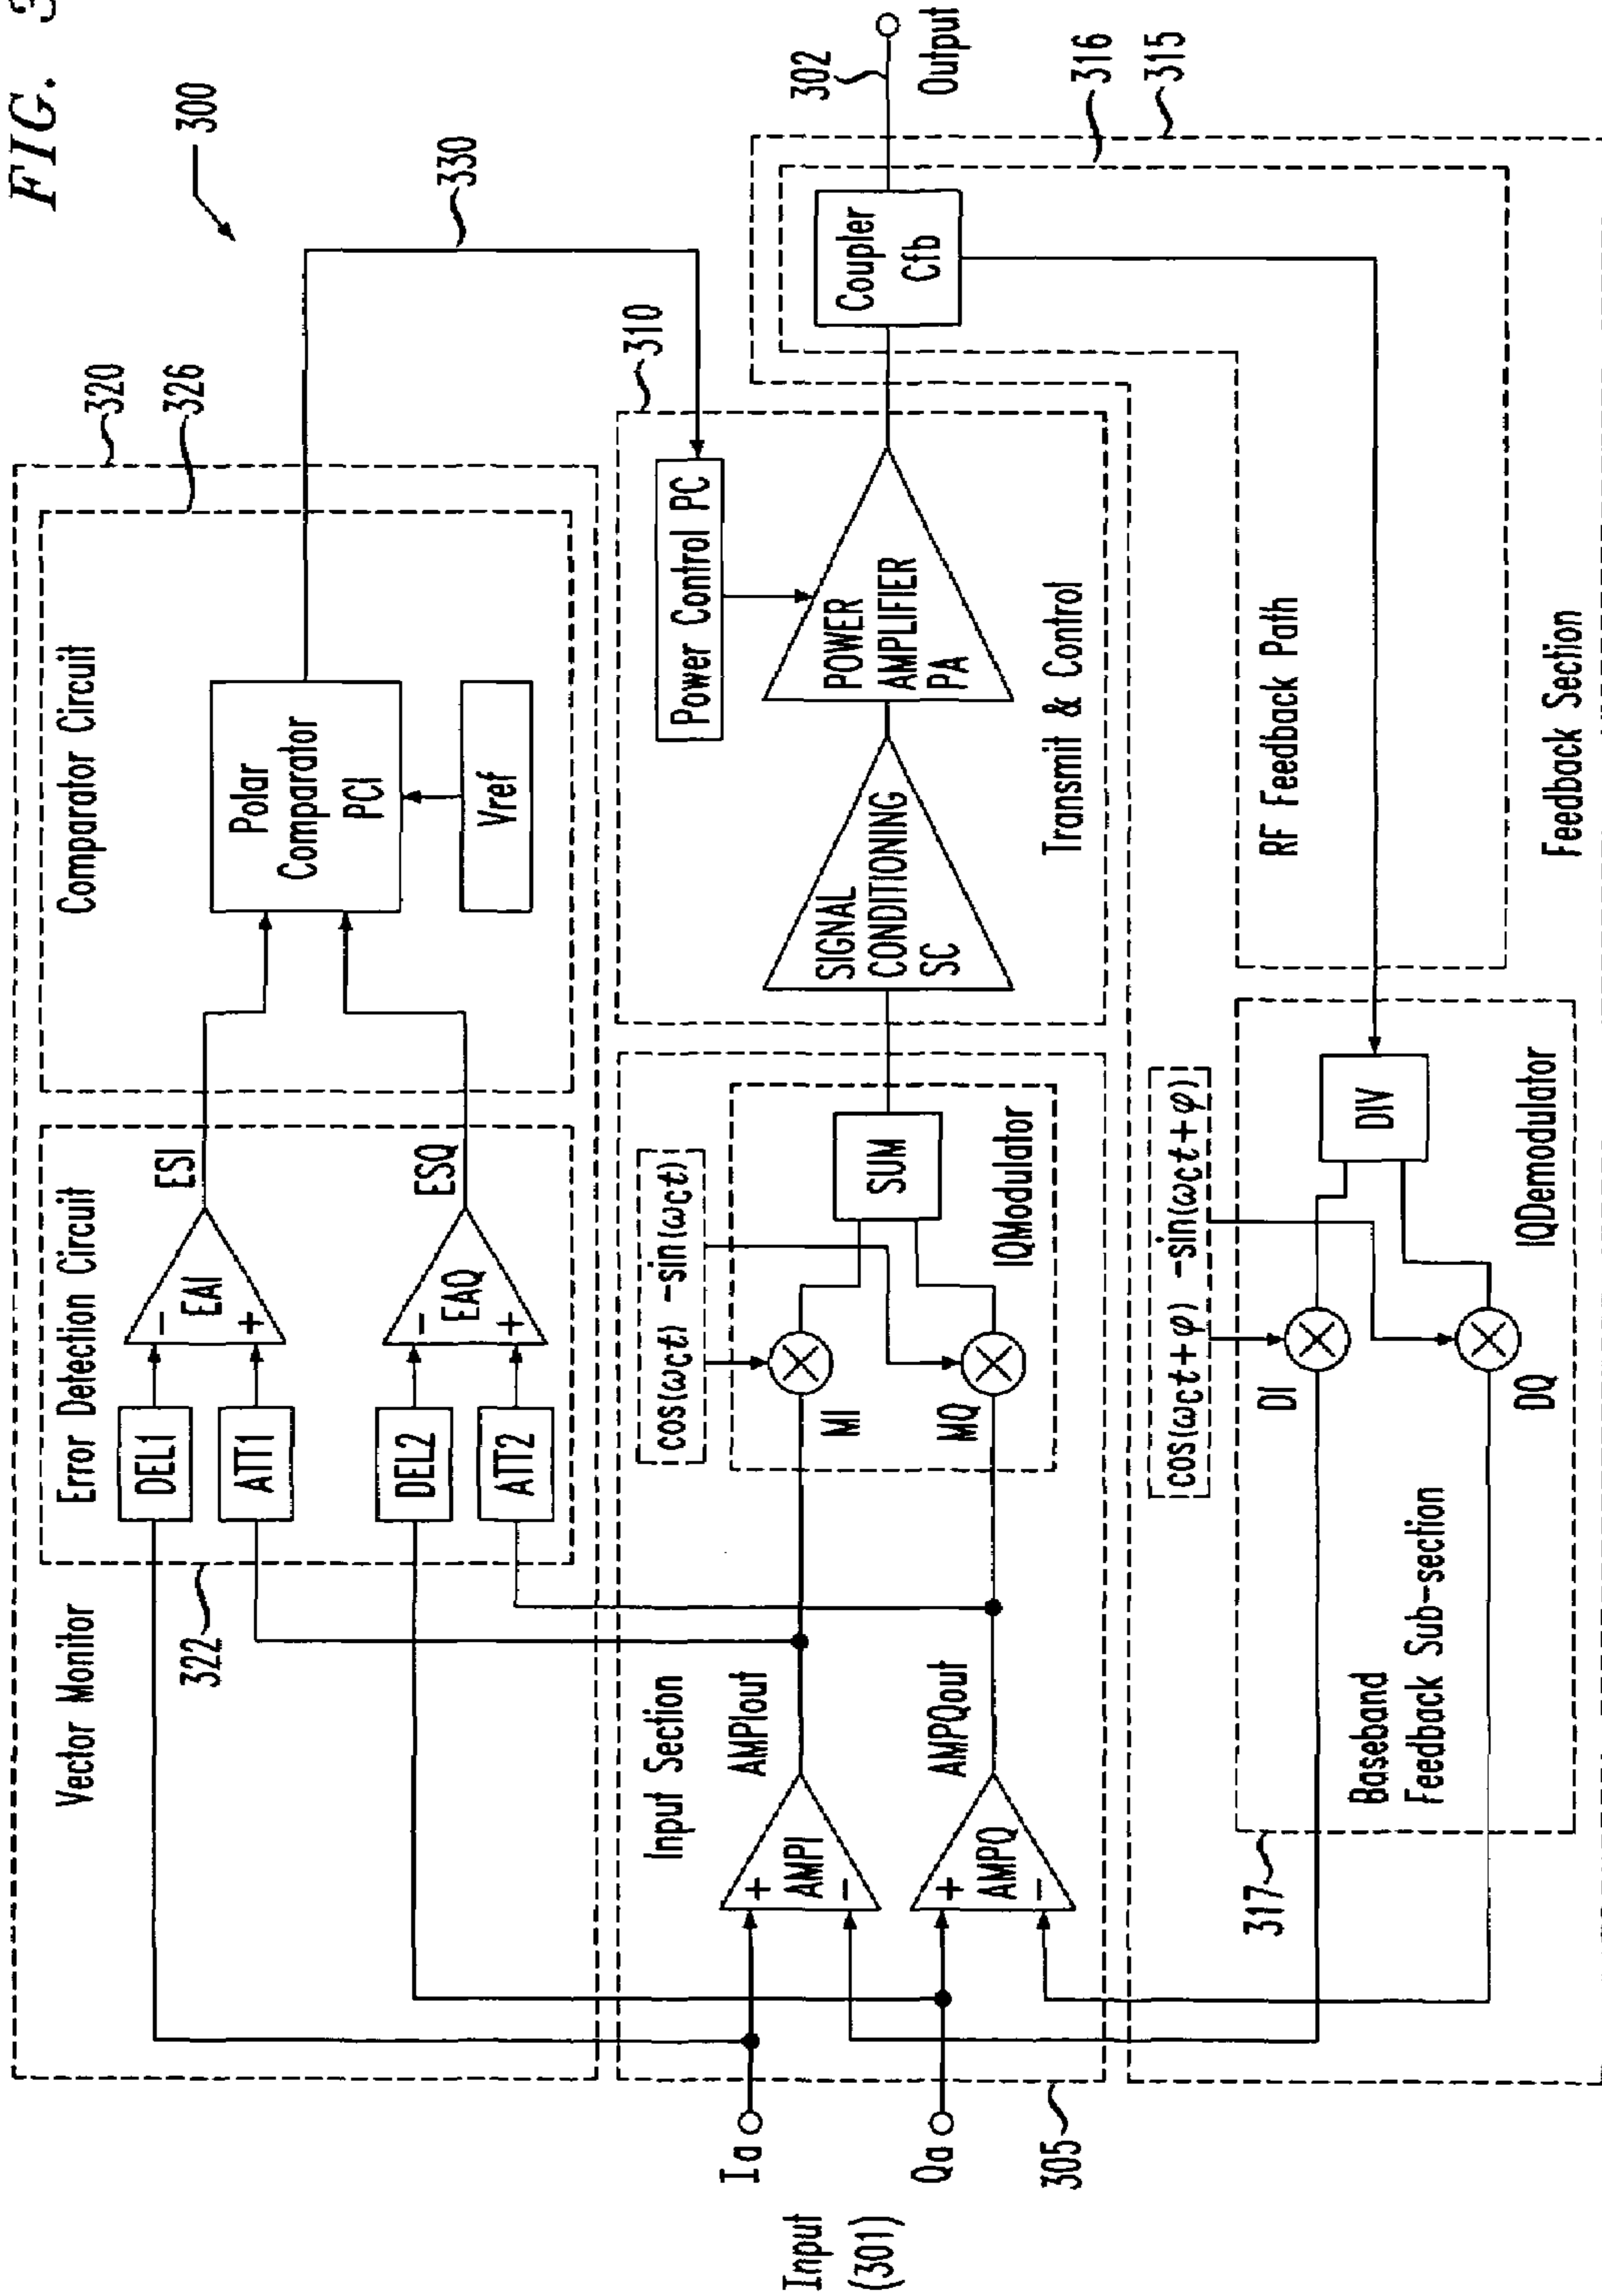 FIG. 3
300
320
326
330
Vector Monitor
322
Error Detection Circuit
DEL1
ATT1
DEL2
ATT2
−
EAI
+
−
EAQ
+
ESI
ESQ
Comparator Circuit
Polar
Comparator
PCI
Vref
Input
(301)
Ia
Qa
305
Input Section
+
AMPI
−
+
AMPQ
−
AMPIout
AMPQout
cos(ωct) -sin(ωct)
MI
MQ
SUM
IQModulator
310
Power Control PC
SIGNAL
CONDITIONING
SC
POWER
AMPLIFIER
PA
Transmit & Control
302
Output
316
315
Coupler
Cfb
RF Feedback Path
Feedback Section
317
Baseband
Feedback Sub-section
cos(ωct+φ) -sin(ωct+φ)
DI
DQ
DIV
IQDemodulator